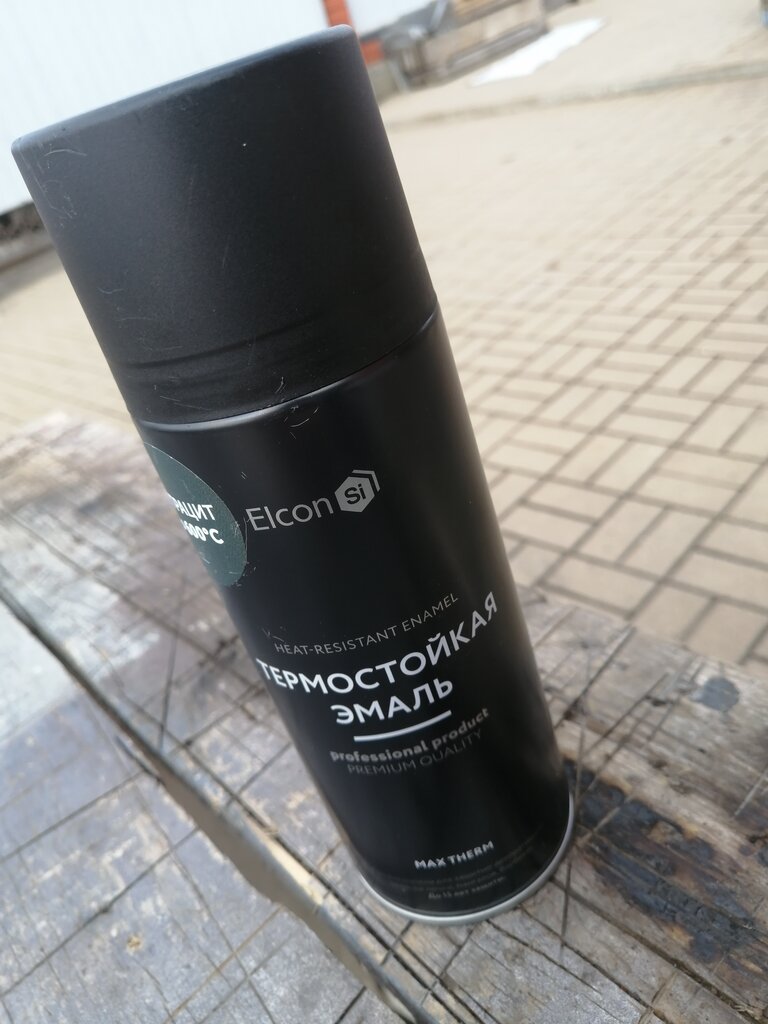 Elcon Si
HEAT-RESISTANT ENAMEL
ТЕРМОСТОЙКАЯ
ЭМАЛЬ
professional product
PREMIUM QUALITY
MAX THERM